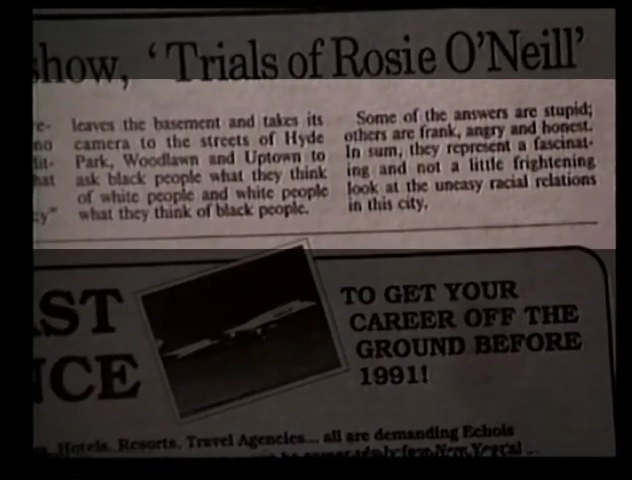 show, 'Trials of Rosie O'Neill'
leaves the basement and takes its
camera to the streets of Hyde
Park, Woodlawn and Uptown to
ask black people what they think
of white people and white people
what they think of black people.
Some of the answers are stupid;
others are frank, angry and honest.
In sum, they represent a fascinat-
ing and not a little frightening
look at the uneasy racial relations
in this city.
TO GET YOUR
CAREER OFF THE
GROUND BEFORE
1991!
Hotels, Resorts, Travel Agencies... all are demanding Echols